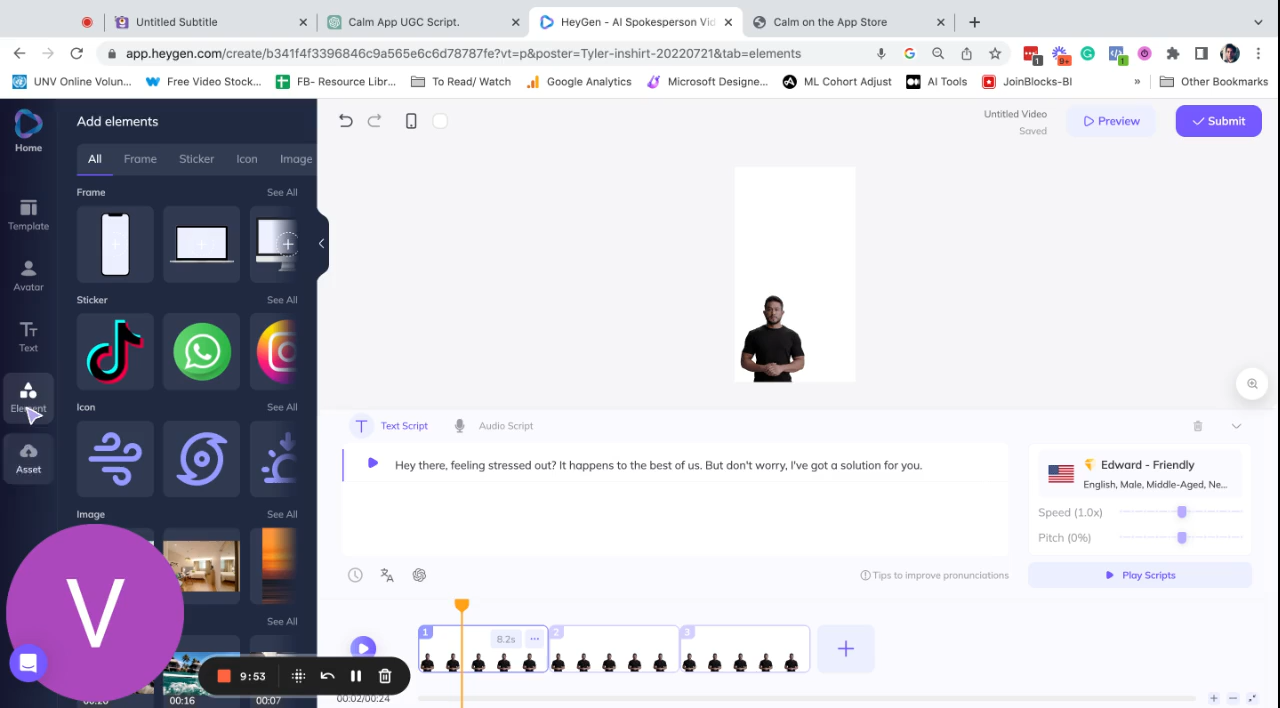 Untitled Subtitle
Calm App UGC Script.
HeyGen - AI Spokesperson Vid
Calm on the App Store
app.heygen.com/create/b341f4f3396846c9a565e6c6d78787fe?vt=p&poster=Tyler-inshirt-20220721&tab=elements
1
9+
1
UNV Online Volun...
Free Video Stock...
FB- Resource Libr...
To Read/ Watch
Google Analytics
Microsoft Designe...
ML Cohort Adjust
AI Tools
JoinBlocks-BI
»
Other Bookmarks
Home
Template
Avatar
Text
Element
Asset
Add elements
All
Frame
Sticker
Icon
Image
Frame
See All
Sticker
See All
Icon
See All
Image
See All
See All
00:16
00:07
Untitled Video
Saved
Preview
Submit
Text Script
Audio Script
Hey there, feeling stressed out? It happens to the best of us. But don't worry, I've got a solution for you.
Edward - Friendly
English, Male, Middle-Aged, Ne...
Speed (1.0x)
Pitch (0%)
Tips to improve pronunciations
Play Scripts
1
8.2s
2
3
00:02/00:24
V
9:53